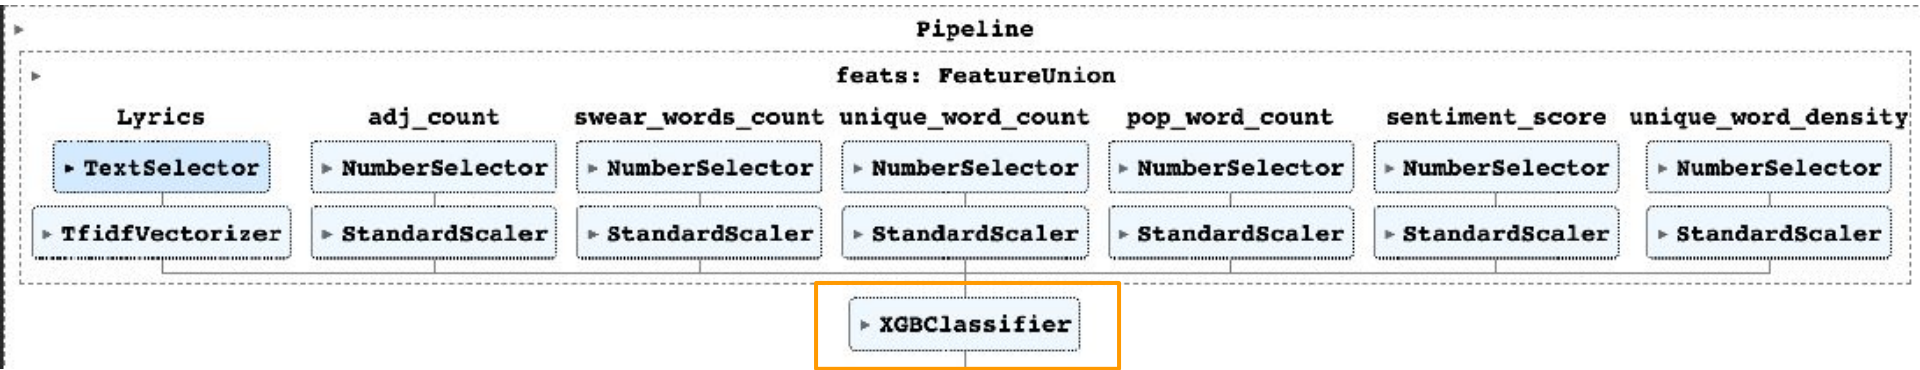 Pipeline
feats: FeatureUnion
Lyrics adj_count swear_words_count unique_word_count pop_word_count sentiment_score unique_word_density
TextSelector NumberSelector NumberSelector NumberSelector NumberSelector NumberSelector NumberSelector
TfidfVectorizer StandardScaler StandardScaler StandardScaler StandardScaler StandardScaler StandardScaler
XGBClassifier